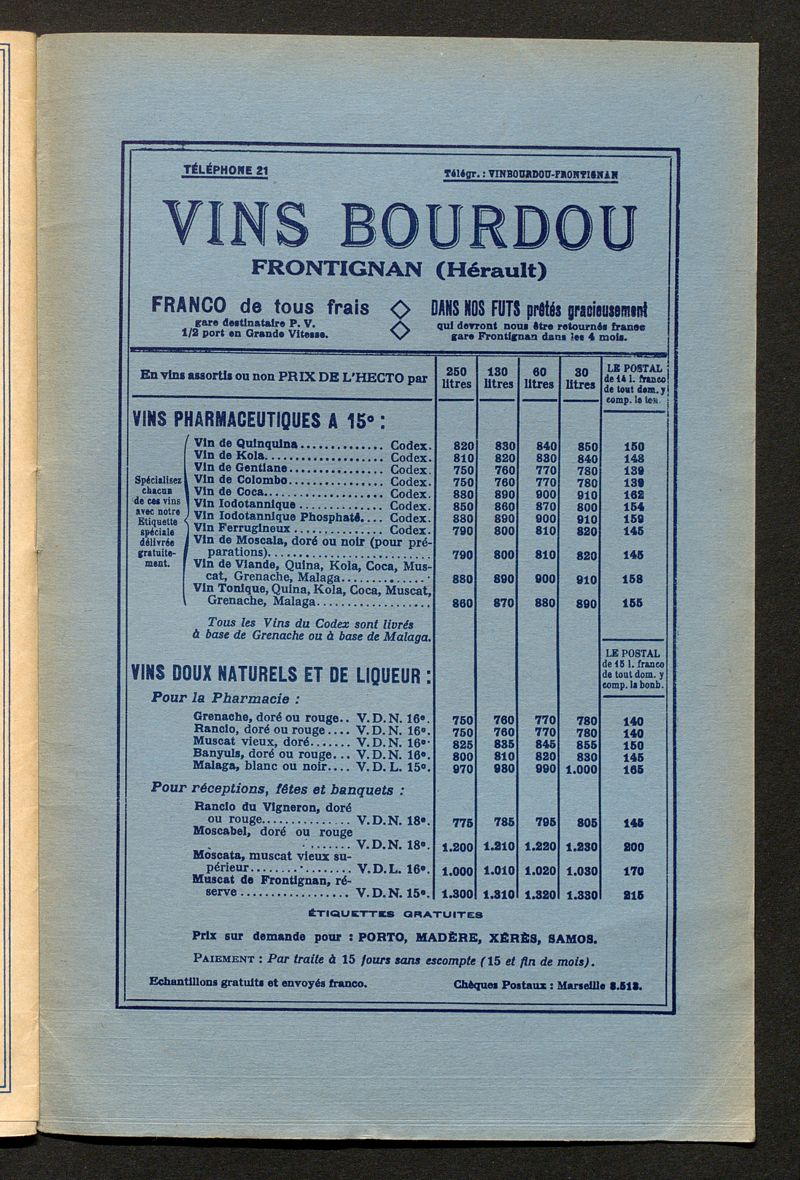 TÉLÉPHONE 21 Télégr. : VINBOURDOU-FRONTIGNAN
VINS BOURDOU
FRONTIGNAN (Hérault)
FRANCO de tous frais
gare destinataire P. V.
1/2 port en Grande Vitesse.
DANS NOS FUTS prêtés gracieusement
qui devront nous être retournés franco
gare Frontignan dans les 4 mois.
En vins assortis ou non PRIX DE L'HECTO par
250 litres
130 litres
60 litres
30 litres
LE POSTAL
de 14 l. franco
de tout dom. y
comp. le
VINS PHARMACEUTIQUES A 15° :
Spécialisez
chacun
de ces vins
avec notre
Etiquette
spéciale
délivrée
gratuite-
ment.
Vin de Quinquina.............. Codex. 820 830 840 850 150
Vin de Kola.................... Codex. 810 820 830 840 148
Vin de Gentiane................ Codex. 750 760 770 780 139
Vin de Colombo................ Codex. 750 760 770 780 139
Vin de Coca.................... Codex. 880 890 900 910 162
Vin Iodotannique .............. Codex. 850 860 870 800 154
Vin Iodotannique Phosphaté.... Codex. 880 890 900 910 159
Vin Ferrugineux ............... Codex. 790 800 810 820 145
Vin de Moscala, doré ou noir (pour pré-
parations)........................... 790 800 810 820 145
Vin de Viande, Quina, Kola, Coca, Mus-
cat, Grenache, Malaga.............. 880 890 900 910 158
Vin Tonique, Quina, Kola, Coca, Muscat,
Grenache, Malaga................... 860 870 880 890 155
Tous les Vins du Codex sont livrés
à base de Grenache ou à base de Malaga.
LE POSTAL
de 15 l. franco
de tout dom. y
comp. la bonb.
VINS DOUX NATURELS ET DE LIQUEUR :
Pour la Pharmacie :
Grenache, doré ou rouge.. V. D. N. 16°. 750 760 770 780 140
Rancio, doré ou rouge .... V. D. N. 16°. 750 760 770 780 140
Muscat vieux, doré....... V. D. N. 16°. 825 835 845 855 150
Banyuls, doré ou rouge... V. D. N. 16°. 800 810 820 830 145
Malaga, blanc ou noir.... V. D. L. 15°. 970 980 990 1.000 165
Pour réceptions, fêtes et banquets :
Rancio du Vigneron, doré
ou rouge............... V. D. N. 18°. 775 785 795 805 145
Moscabel, doré ou rouge
........ V. D. N. 18°. 1.200 1.210 1.220 1.230 200
Moscata, muscat vieux su-
périeur................. V. D. L. 16°. 1.000 1.010 1.020 1.030 170
Muscat de Frontignan, ré-
serve .................. V. D. N. 15°. 1.300 1.310 1.320 1.330 215
ÉTIQUETTES GRATUITES
Prix sur demande pour : PORTO, MADÈRE, XÉRÈS, SAMOS.
PAIEMENT : Par traite à 15 jours sans escompte (15 et fin de mois).
Echantillons gratuits et envoyés franco. Chèques Postaux : Marseille 8.518.